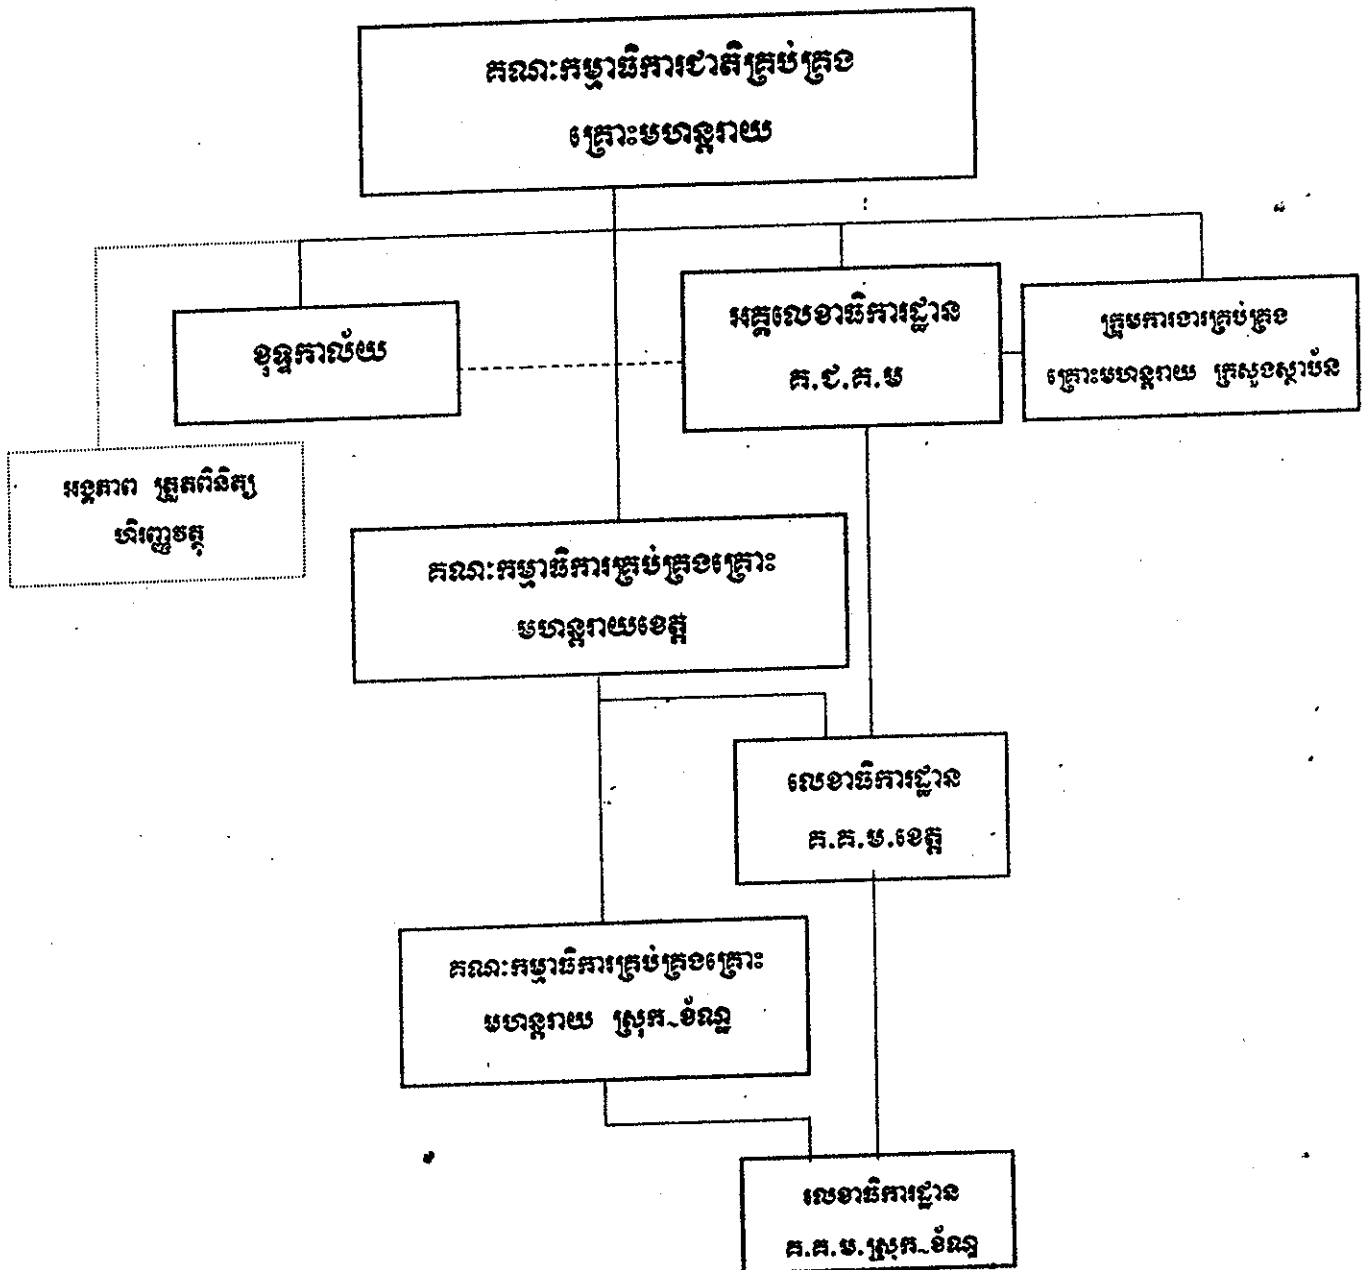 គណៈកម្មាធិការជាតិគ្រប់គ្រង
គ្រោះមហន្តរាយ
ខុទ្ទកាល័យ
អគ្គលេខាធិការដ្ឋាន
គ.ជ.គ.ម
ក្រុមការងារគ្រប់គ្រង
គ្រោះមហន្តរាយ ក្រសួងស្ថាប័ន
អង្គភាព ត្រួតពិនិត្យ
ហិរញ្ញវត្ថុ
គណៈកម្មាធិការគ្រប់គ្រងគ្រោះ
មហន្តរាយខេត្ត
លេខាធិការដ្ឋាន
គ.គ.ម.ខេត្ត
គណៈកម្មាធិការគ្រប់គ្រងគ្រោះ
មហន្តរាយ ស្រុក~ខ័ណ្ឌ
លេខាធិការដ្ឋាន
គ.គ.ម.ស្រុក~ខ័ណ្ឌ